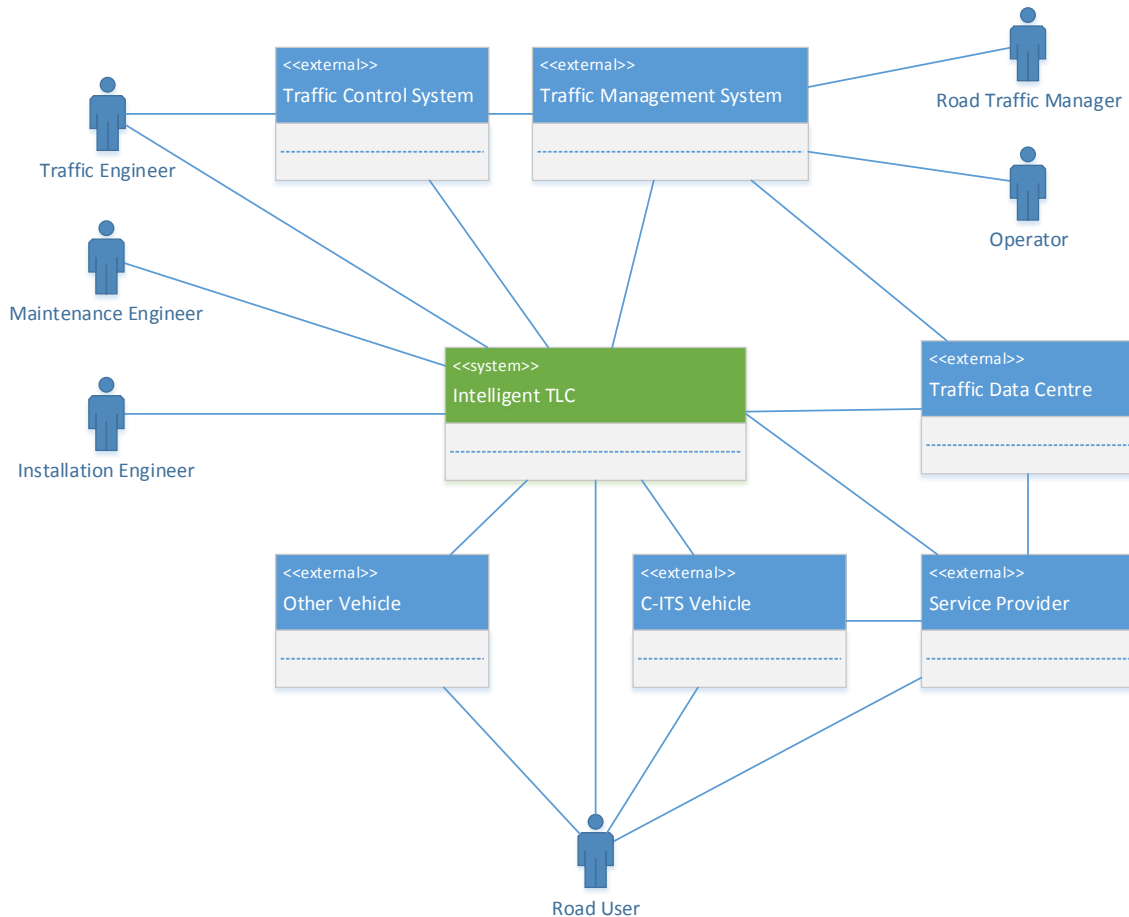 <<external>>
Traffic Control System
<<external>>
Traffic Management System
Road Traffic Manager
Traffic Engineer
Operator
Maintenance Engineer
<<system>>
Intelligent TLC
<<external>>
Traffic Data Centre
Installation Engineer
<<external>>
Other Vehicle
<<external>>
C-ITS Vehicle
<<external>>
Service Provider
Road User